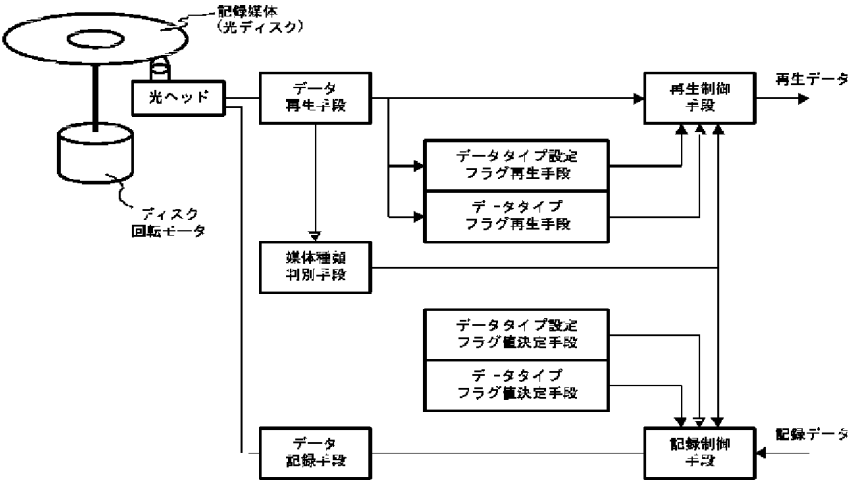 記録媒体
(光ディスク)
光ヘッド
ディスク
回転モータ
データ
再生手段
再生制御
手段
再生データ
データタイプ設定
フラグ再生手段
データタイプ
フラグ再生手段
媒体種類
判別手段
データタイプ設定
フラグ値決定手段
データタイプ
フラグ値決定手段
データ
記録手段
記録制御
手段
記録データ